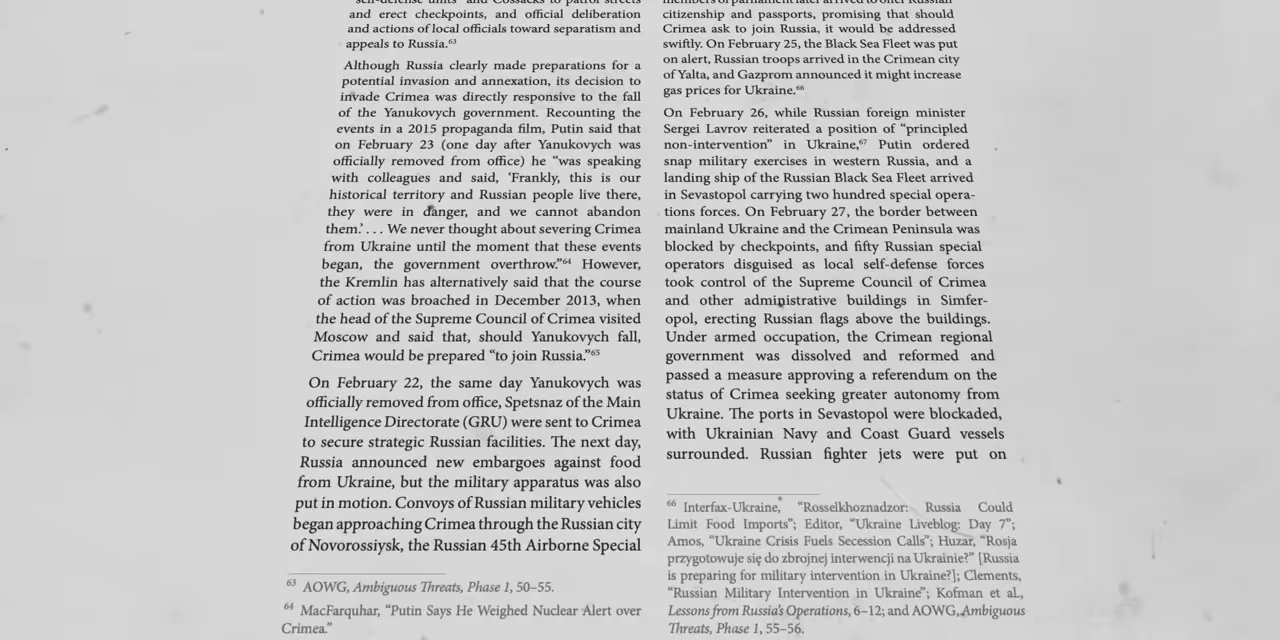 self-defense units” and Cossacks to patrol streets
and erect checkpoints, and official deliberation
and actions of local officials toward separatism and
appeals to Russia.⁶³
Although Russia clearly made preparations for a
potential invasion and annexation, its decision to
invade Crimea was directly responsive to the fall
of the Yanukovych government. Recounting the
events in a 2015 propaganda film, Putin said that
on February 23 (one day after Yanukovych was
officially removed from office) he “was speaking
with colleagues and said, ‘Frankly, this is our
historical territory and Russian people live there,
they were in danger, and we cannot abandon
them.’ . . . We never thought about severing Crimea
from Ukraine until the moment that these events
began, the government overthrow.”⁶⁴ However,
the Kremlin has alternatively said that the course
of action was broached in December 2013, when
the head of the Supreme Council of Crimea visited
Moscow and said that, should Yanukovych fall,
Crimea would be prepared “to join Russia.”⁶⁵
On February 22, the same day Yanukovych was
officially removed from office, Spetsnaz of the Main
Intelligence Directorate (GRU) were sent to Crimea
to secure strategic Russian facilities. The next day,
Russia announced new embargoes against food
from Ukraine, but the military apparatus was also
put in motion. Convoys of Russian military vehicles
began approaching Crimea through the Russian city
of Novorossiysk, the Russian 45th Airborne Special
⁶³ AOWG, Ambiguous Threats, Phase 1, 50–55.
⁶⁴ MacFarquhar, “Putin Says He Weighed Nuclear Alert over
Crimea.”
members of parliament later arrived to offer Russian
citizenship and passports, promising that should
Crimea ask to join Russia, it would be addressed
swiftly. On February 25, the Black Sea Fleet was put
on alert, Russian troops arrived in the Crimean city
of Yalta, and Gazprom announced it might increase
gas prices for Ukraine.⁶⁶
On February 26, while Russian foreign minister
Sergei Lavrov reiterated a position of “principled
non-intervention” in Ukraine,⁶⁷ Putin ordered
snap military exercises in western Russia, and a
landing ship of the Russian Black Sea Fleet arrived
in Sevastopol carrying two hundred special opera-
tions forces. On February 27, the border between
mainland Ukraine and the Crimean Peninsula was
blocked by checkpoints, and fifty Russian special
operators disguised as local self-defense forces
took control of the Supreme Council of Crimea
and other administrative buildings in Simfer-
opol, erecting Russian flags above the buildings.
Under armed occupation, the Crimean regional
government was dissolved and reformed and
passed a measure approving a referendum on the
status of Crimea seeking greater autonomy from
Ukraine. The ports in Sevastopol were blockaded,
with Ukrainian Navy and Coast Guard vessels
surrounded. Russian fighter jets were put on
⁶⁶ Interfax-Ukraine, “Rosselkhoznadzor: Russia Could
Limit Food Imports”; Editor, “Ukraine Liveblog: Day 7”;
Amos, “Ukraine Crisis Fuels Secession Calls”; Huzar, “Rosja
przygotowuje się do zbrojnej interwencji na Ukrainie?” [Russia
is preparing for military intervention in Ukraine?]; Clements,
“Russian Military Intervention in Ukraine”; Kofman et al.,
Lessons from Russia’s Operations, 6–12; and AOWG, Ambiguous
Threats, Phase 1, 55–56.